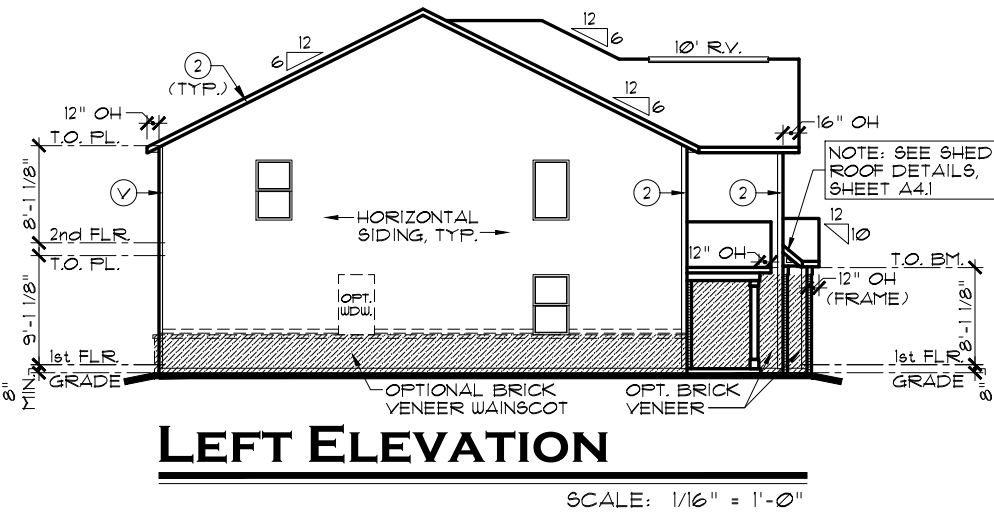 12
6
12
6
10' R.V.
2
(TYP.)
12
6
12" OH
16" OH
T.O. PL.
NOTE: SEE SHED
ROOF DETAILS,
SHEET A4.1
V
2
2
8'-1 1/8"
HORIZONTAL
SIDING, TYP.
12
10
2nd FLR.
T.O. PL.
12" OH
T.O. BM.
12" OH
(FRAME)
OPT.
WDW.
9'-1 1/8"
8'-1 1/8"
1st FLR.
GRADE
1st FLR.
GRADE
8"
MIN.
8"
OPTIONAL BRICK
VENEER WAINSCOT
OPT. BRICK
VENEER
LEFT ELEVATION
SCALE: 1/16" = 1'-0"